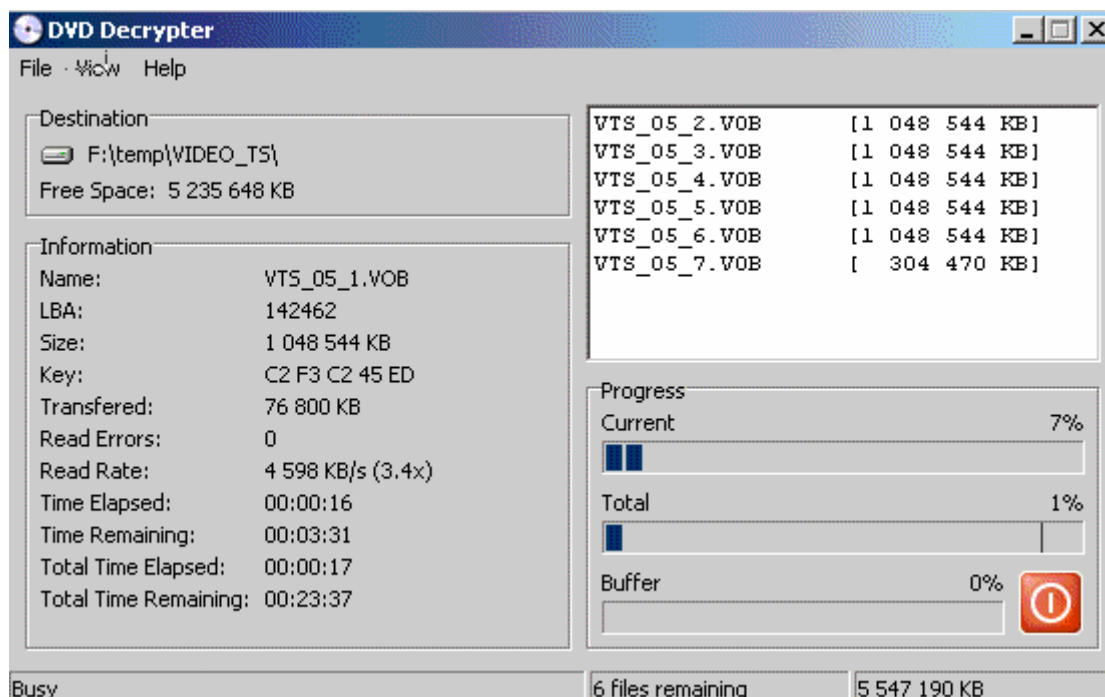 DVD Decrypter
File View Help
Destination
F:\temp\VIDEO_TS\
Free Space: 5 235 648 KB
Information
Name: VTS_05_1.VOB
LBA: 142462
Size: 1 048 544 KB
Key: C2 F3 C2 45 ED
Transfered: 76 800 KB
Read Errors: 0
Read Rate: 4 598 KB/s (3.4x)
Time Elapsed: 00:00:16
Time Remaining: 00:03:31
Total Time Elapsed: 00:00:17
Total Time Remaining: 00:23:37
VTS_05_2.VOB [1 048 544 KB]
VTS_05_3.VOB [1 048 544 KB]
VTS_05_4.VOB [1 048 544 KB]
VTS_05_5.VOB [1 048 544 KB]
VTS_05_6.VOB [1 048 544 KB]
VTS_05_7.VOB [ 304 470 KB]
Progress
Current 7%
Total 1%
Buffer 0%
Busy 6 files remaining 5 547 190 KB